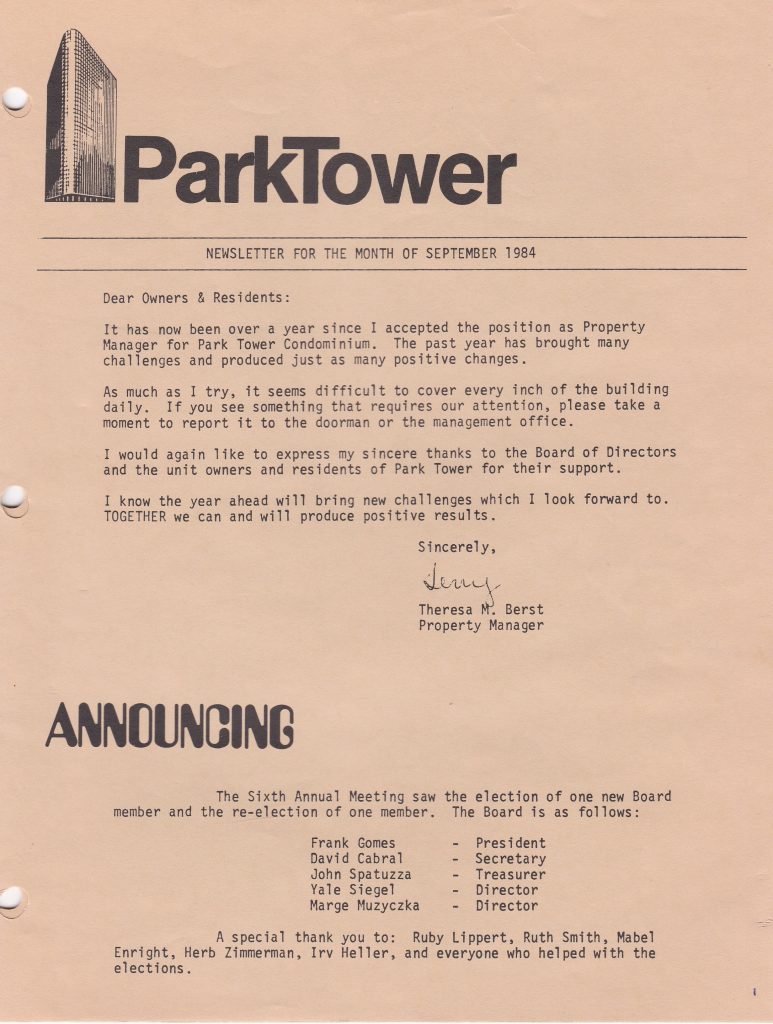 ParkTower
NEWSLETTER FOR THE MONTH OF SEPTEMBER 1984
Dear Owners & Residents:
It has now been over a year since I accepted the position as Property
Manager for Park Tower Condominium. The past year has brought many
challenges and produced just as many positive changes.
As much as I try, it seems difficult to cover every inch of the building
daily. If you see something that requires our attention, please take a
moment to report it to the doorman or the management office.
I would again like to express my sincere thanks to the Board of Directors
and the unit owners and residents of Park Tower for their support.
I know the year ahead will bring new challenges which I look forward to.
TOGETHER we can and will produce positive results.
Sincerely,
Terry
Theresa M. Berst
Property Manager
ANNOUNCING
The Sixth Annual Meeting saw the election of one new Board
member and the re-election of one member. The Board is as follows:
Frank Gomes - President
David Cabral - Secretary
John Spatuzza - Treasurer
Yale Siegel - Director
Marge Muzyczka - Director
A special thank you to: Ruby Lippert, Ruth Smith, Mabel
Enright, Herb Zimmerman, Irv Heller, and everyone who helped with the
elections.